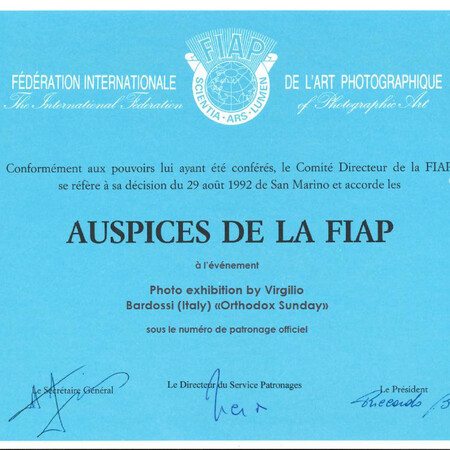 FIAP
SCIENTIA · ARS · LUMEN
FÉDÉRATION INTERNATIONALE DE L'ART PHOTOGRAPHIQUE
The International Federation of Photographic Art
Conformément aux pouvoirs lui ayant été conférés, le Comité Directeur de la FIAP
se réfère à sa décision du 29 août 1992 de San Marino et accorde les
AUSPICES DE LA FIAP
à l'événement
Photo exhibition by Virgilio
Bardossi (Italy) «Orthodox Sunday»
sous le numéro de patronage officiel
Le Secrétaire Général Le Directeur du Service Patronages Le Président
Riccardo